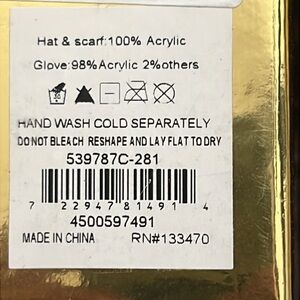 Hat & scarf:100% Acrylic
Glove:98%Acrylic 2%others
HAND WASH COLD SEPARATELY
DO NOT BLEACH RESHAPE AND LAY FLAT TO DRY
539787C-281
7 22947 81491 4
4500597491
MADE IN CHINA RN#133470